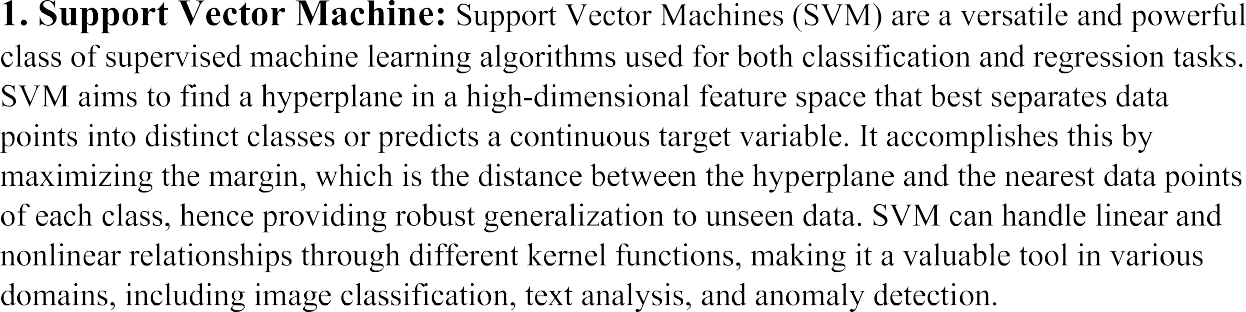 1. Support Vector Machine: Support Vector Machines (SVM) are a versatile and powerful
class of supervised machine learning algorithms used for both classification and regression tasks.
SVM aims to find a hyperplane in a high-dimensional feature space that best separates data
points into distinct classes or predicts a continuous target variable. It accomplishes this by
maximizing the margin, which is the distance between the hyperplane and the nearest data points
of each class, hence providing robust generalization to unseen data. SVM can handle linear and
nonlinear relationships through different kernel functions, making it a valuable tool in various
domains, including image classification, text analysis, and anomaly detection.